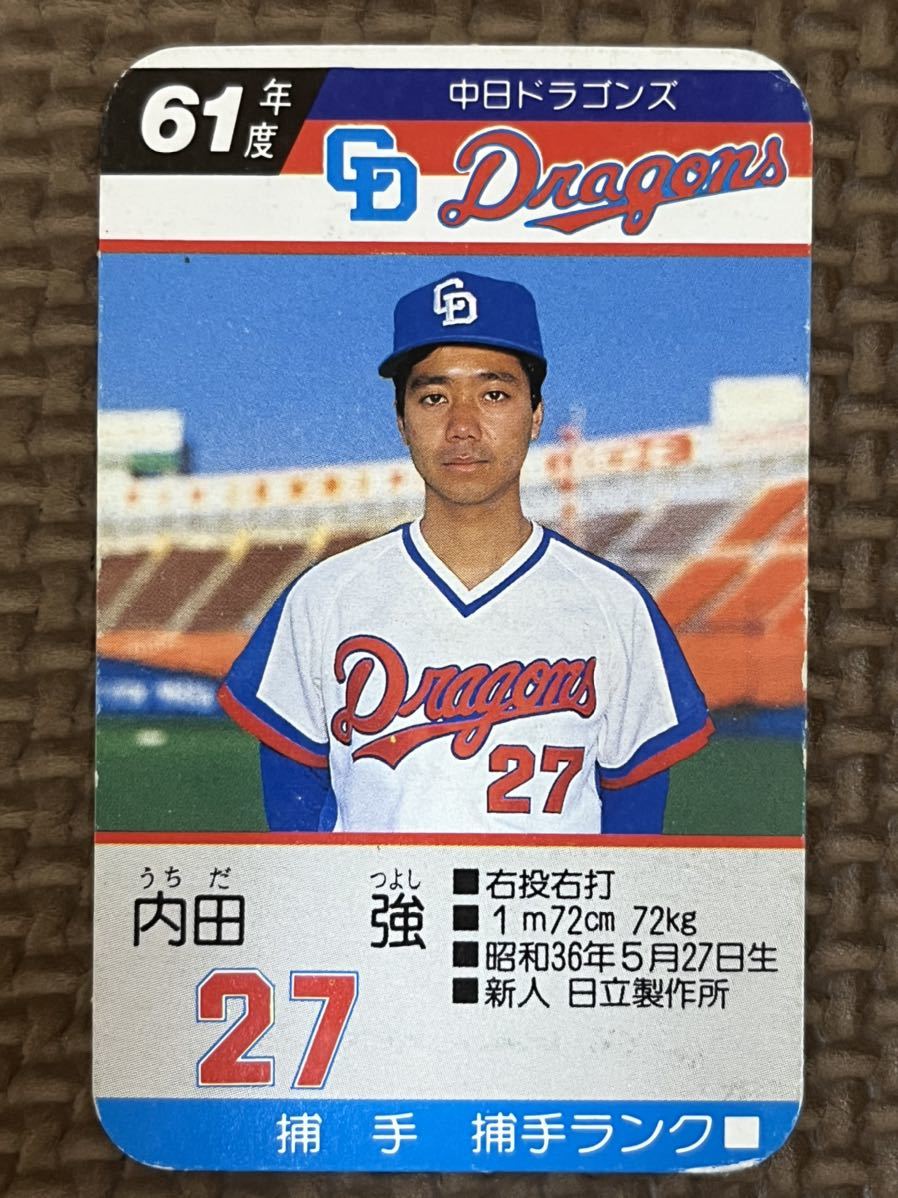 61年度
中日ドラゴンズ
CD Dragons
CD
Dragons
27
うちだ つよし
内田 強
27
■右投右打
■1m72cm 72kg
■昭和36年5月27日生
■新人 日立製作所
捕手 捕手ランク□